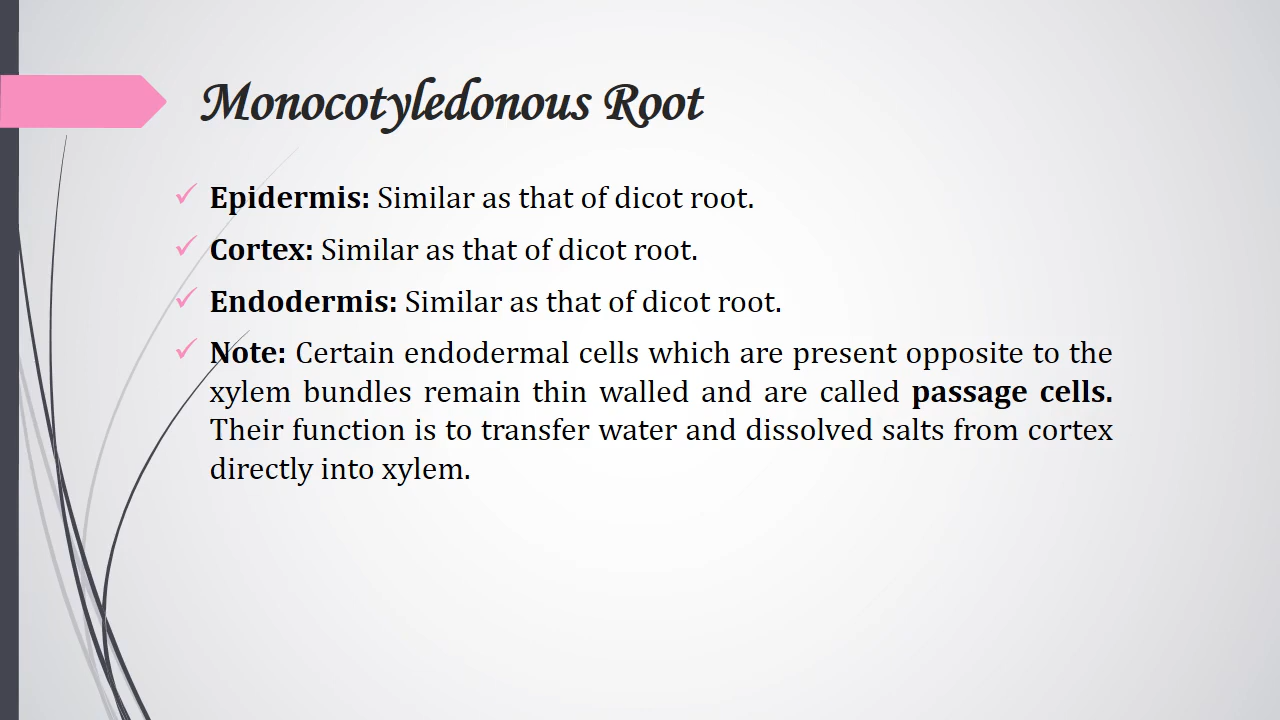 Monocotyledonous Root
Epidermis: Similar as that of dicot root.
Cortex: Similar as that of dicot root.
Endodermis: Similar as that of dicot root.
Note: Certain endodermal cells which are present opposite to the
xylem bundles remain thin walled and are called passage cells.
Their function is to transfer water and dissolved salts from cortex
directly into xylem.